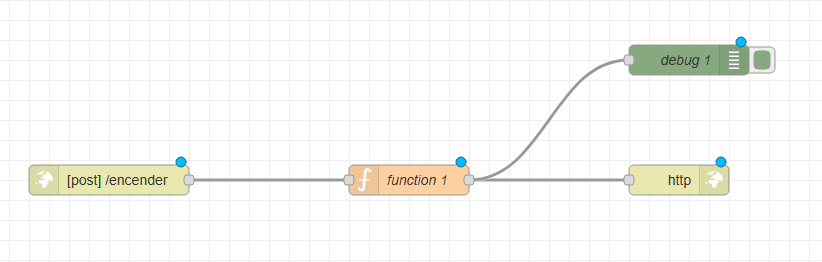 debug 1
[post] /encender
function 1
http